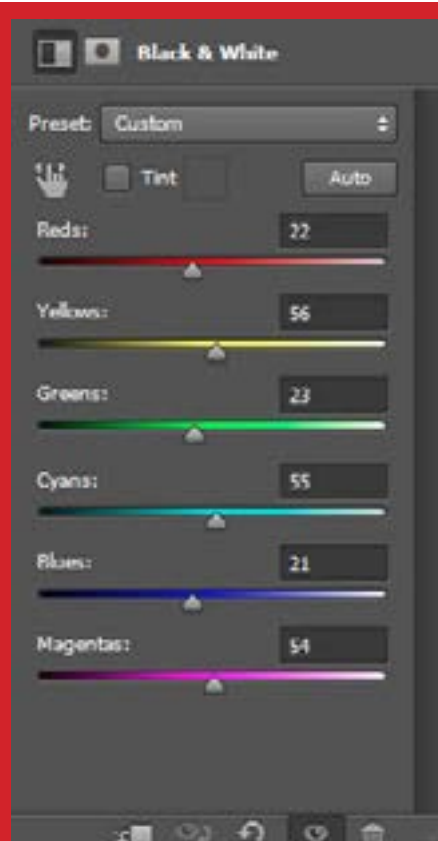 Black & White
Preset: Custom
Tint Auto
Reds: 22
Yellows: 56
Greens: 23
Cyans: 55
Blues: 21
Magentas: 54